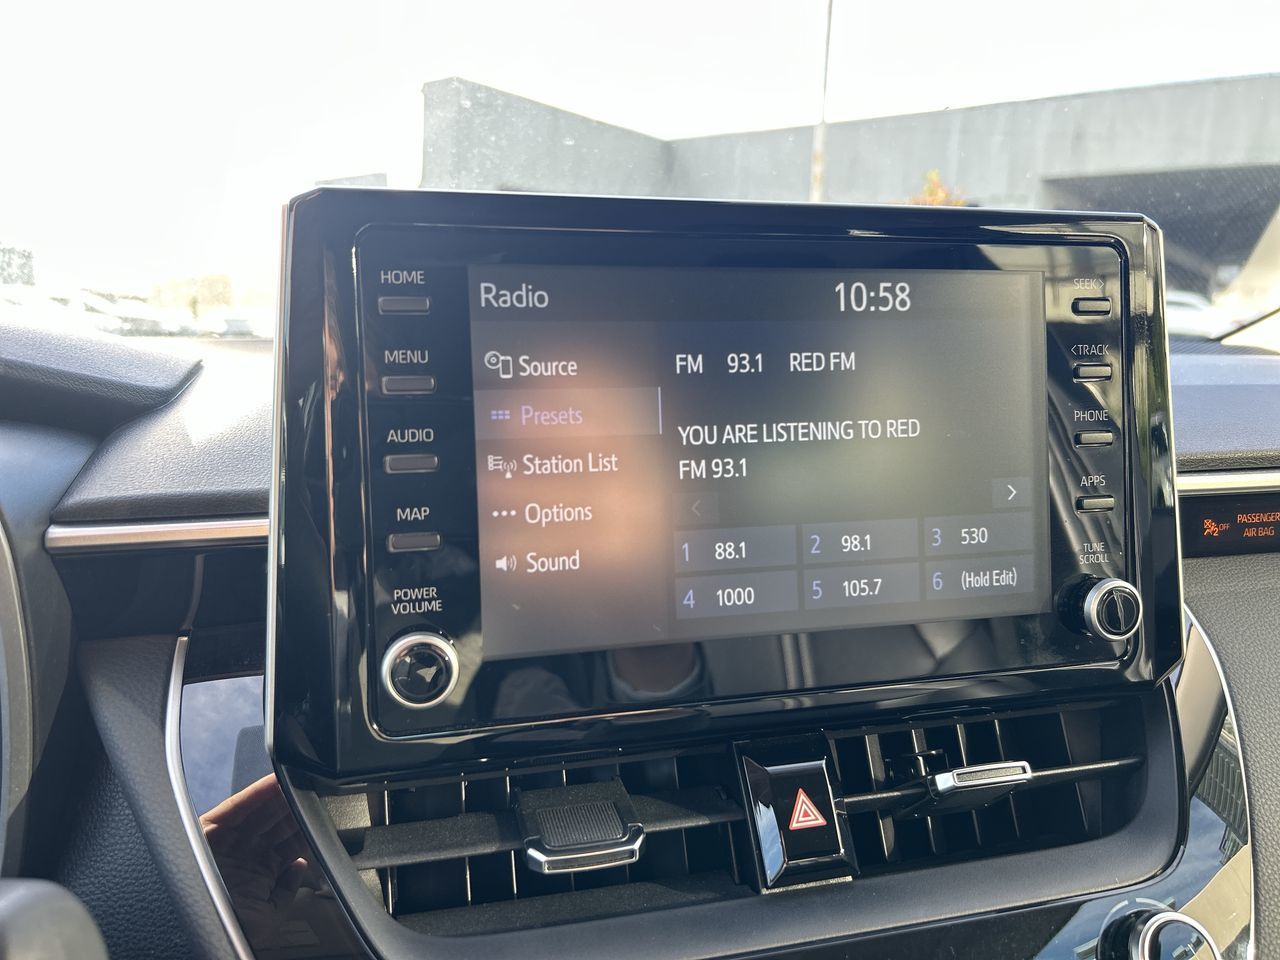 HOME
MENU
AUDIO
MAP
POWER
VOLUME
Radio
10:58
Source
Presets
Station List
Options
Sound
FM 93.1 RED FM
YOU ARE LISTENING TO RED
FM 93.1
<
>
1 88.1
2 98.1
3 530
4 1000
5 105.7
6 (Hold Edit)
SEEK>
<TRACK
PHONE
APPS
TUNE
SCROLL
2 OFF
PASSENGER
AIR BAG